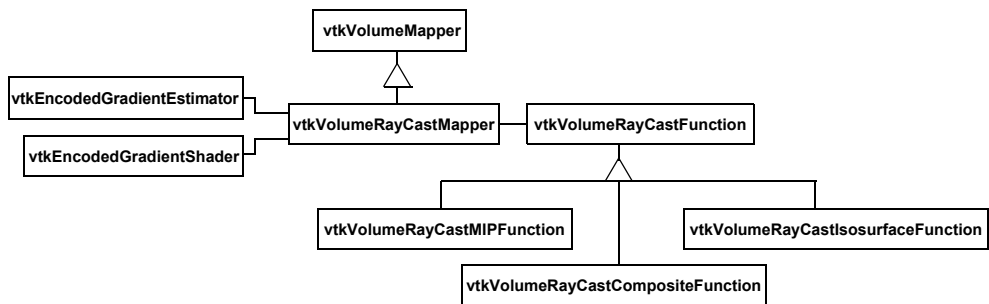 vtkVolumeMapper
vtkEncodedGradientEstimator
vtkVolumeRayCastMapper
vtkVolumeRayCastFunction
vtkEncodedGradientShader
vtkVolumeRayCastMIPFunction
vtkVolumeRayCastIsosurfaceFunction
vtkVolumeRayCastCompositeFunction